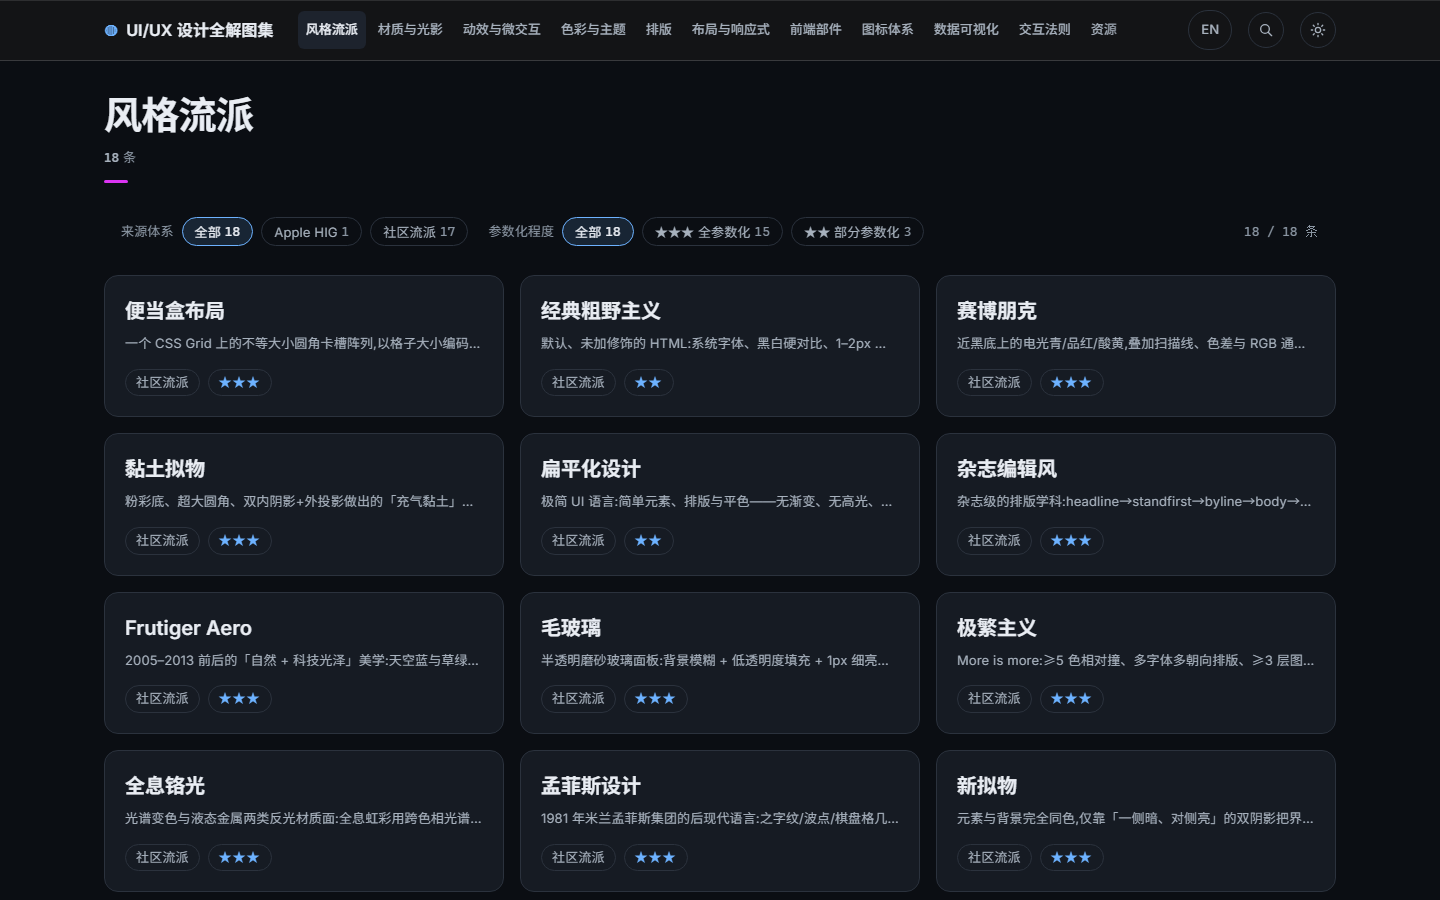 UI/UX 设计全解图集 风格流派 材质与光影 动效与微交互 色彩与主题 排版 布局与响应式 前端部件 图标体系 数据可视化 交互法则 资源 EN
风格流派
18 条
来源体系 全部 18 Apple HIG 1 社区流派 17 参数化程度 全部 18 ★★★ 全参数化 15 ★★ 部分参数化 3 18 / 18 条
便当盒布局
一个 CSS Grid 上的不等大小圆角卡槽阵列,以格子大小编码...
社区流派 ★★★
经典粗野主义
默认、未加修饰的 HTML:系统字体、黑白硬对比、1–2px ...
社区流派 ★★
赛博朋克
近黑底上的电光青/品红/酸黄,叠加扫描线、色差与 RGB 通...
社区流派 ★★★
黏土拟物
粉彩底、超大圆角、双内阴影+外投影做出的「充气黏土」...
社区流派 ★★★
扁平化设计
极简 UI 语言:简单元素、排版与平色——无渐变、无高光、...
社区流派 ★★
杂志编辑风
杂志级的排版学科:headline→standfirst→byline→body→...
社区流派 ★★★
Frutiger Aero
2005–2013 前后的「自然 + 科技光泽」美学:天空蓝与草绿...
社区流派 ★★★
毛玻璃
半透明磨砂玻璃面板:背景模糊 + 低透明度填充 + 1px 细亮...
社区流派 ★★★
极繁主义
More is more:≥5 色相对撞、多字体多朝向排版、≥3 层图...
社区流派 ★★★
全息铬光
光谱变色与液态金属两类反光材质面:全息虹彩用跨色相光谱...
社区流派 ★★★
孟菲斯设计
1981 年米兰孟菲斯集团的后现代语言:之字纹/波点/棋盘格几...
社区流派 ★★★
新拟物
元素与背景完全同色,仅靠「一侧暗、对侧亮」的双阴影把界...
社区流派 ★★★